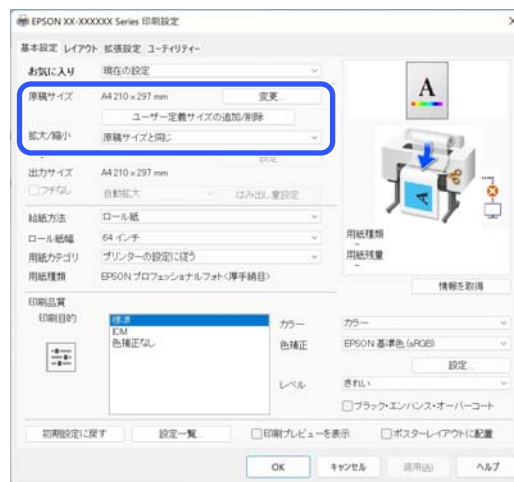 EPSON XX-XXXXXX Series 印刷設定
基本設定 レイアウト 拡張設定 ユーティリティー
お気に入り 現在の設定
原稿サイズ A4 210 x 297 mm 変更...
ユーザー定義サイズの追加/削除
拡大/縮小 原稿サイズと同じ
出力サイズ A4 210 x 297 mm
フチなし 自動拡大 はみ出し量設定...
給紙方法 ロール紙
ロール紙幅 64 インチ
用紙カテゴリ プリンターの設定に従う
用紙種類 EPSON プロフェッショナルフォト<厚手絹目>
A
A
用紙種類
-
用紙残量
-
情報を取得
印刷品質
印刷目的 標準
ICM
色補正なし
カラー カラー
色補正 EPSON 基準色 (sRGB)
設定...
レベル きれい
ブラック・エンハンス・オーバーコート
初期設定に戻す 設定一覧... 印刷プレビューを表示 ポスターレイアウトに配置
OK キャンセル 適用(A) ヘルプ